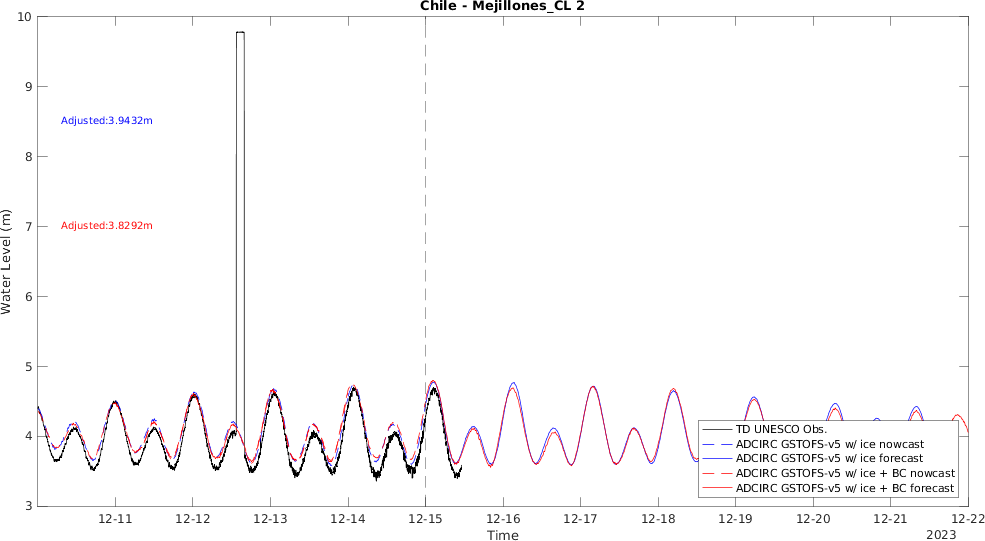 Chile - Mejillones_CL 2
10
9
8
7
6
5
4
3
Water Level (m)
Adjusted:3.9432m
Adjusted:3.8292m
TD UNESCO Obs.
ADCIRC GSTOFS-v5 w/ ice nowcast
ADCIRC GSTOFS-v5 w/ ice forecast
ADCIRC GSTOFS-v5 w/ ice + BC nowcast
ADCIRC GSTOFS-v5 w/ ice + BC forecast
12-11 12-12 12-13 12-14 12-15 12-16 12-17 12-18 12-19 12-20 12-21 12-22
Time
2023